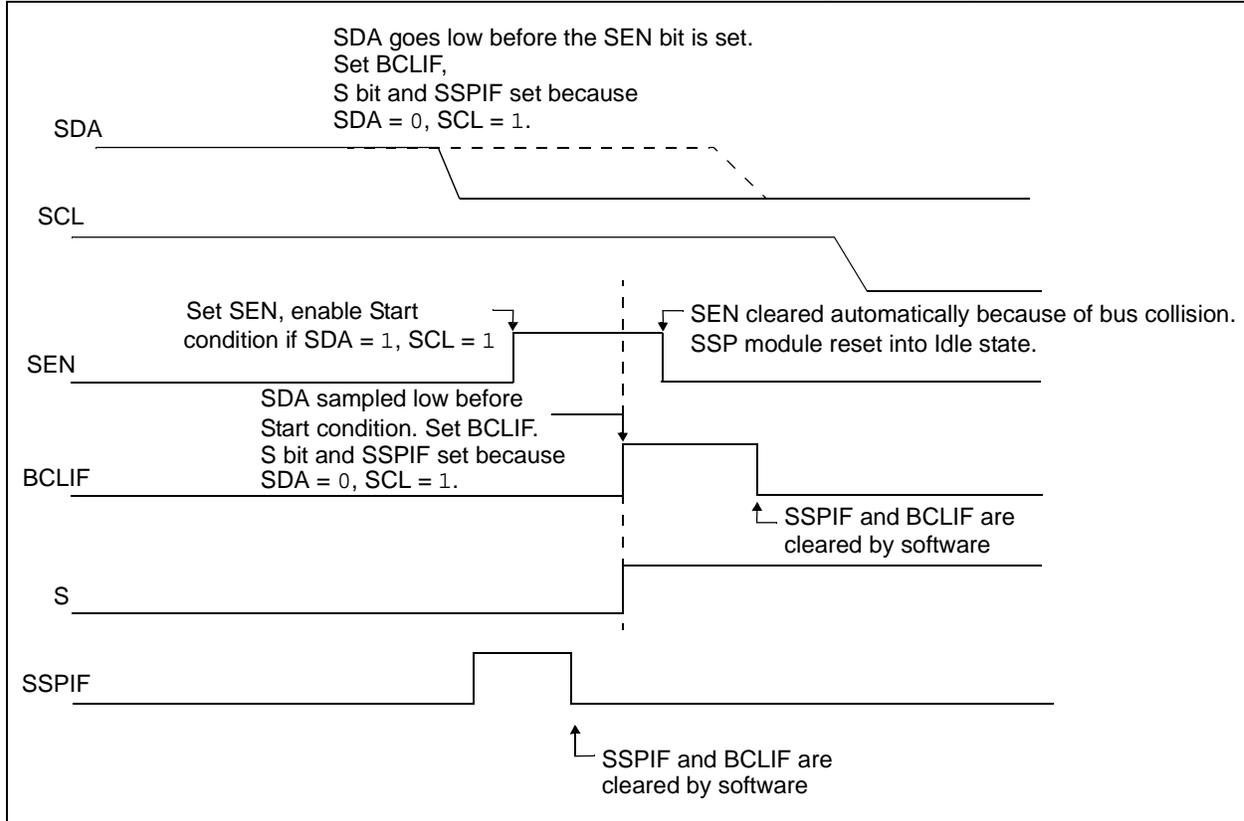 SDA goes low before the SEN bit is set.
Set BCLIF,
S bit and SSPIF set because
SDA = 0, SCL = 1.
SDA
SCL
Set SEN, enable Start
condition if SDA = 1, SCL = 1
SEN cleared automatically because of bus collision.
SSP module reset into Idle state.
SEN
SDA sampled low before
Start condition. Set BCLIF.
S bit and SSPIF set because
SDA = 0, SCL = 1.
BCLIF
SSPIF and BCLIF are
cleared by software
S
SSPIF
SSPIF and BCLIF are
cleared by software